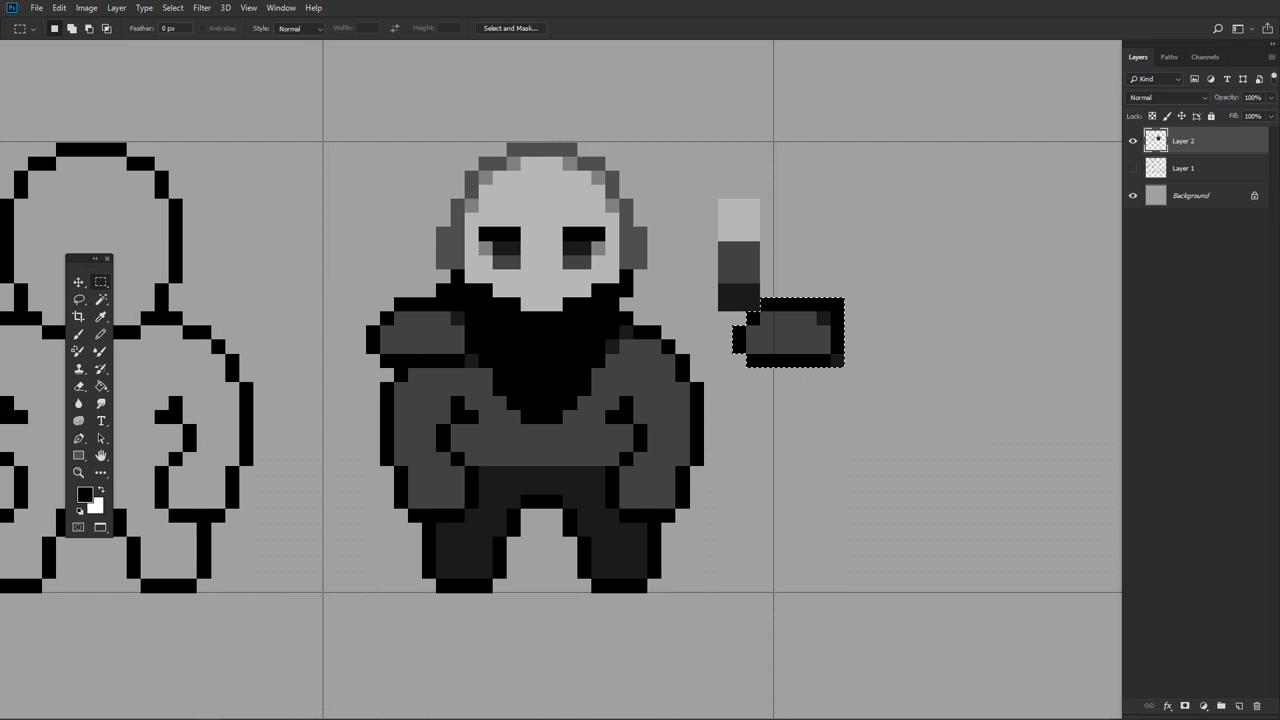 Ps File Edit Image Layer Type Select Filter 3D View Window Help
Feather: 0 px Anti-alias Style: Normal Width: Height: Select and Mask...
Layers Paths Channels
Kind
Normal Opacity: 100%
Lock: Fill: 100%
Layer 2
Layer 1
Background
T
fx